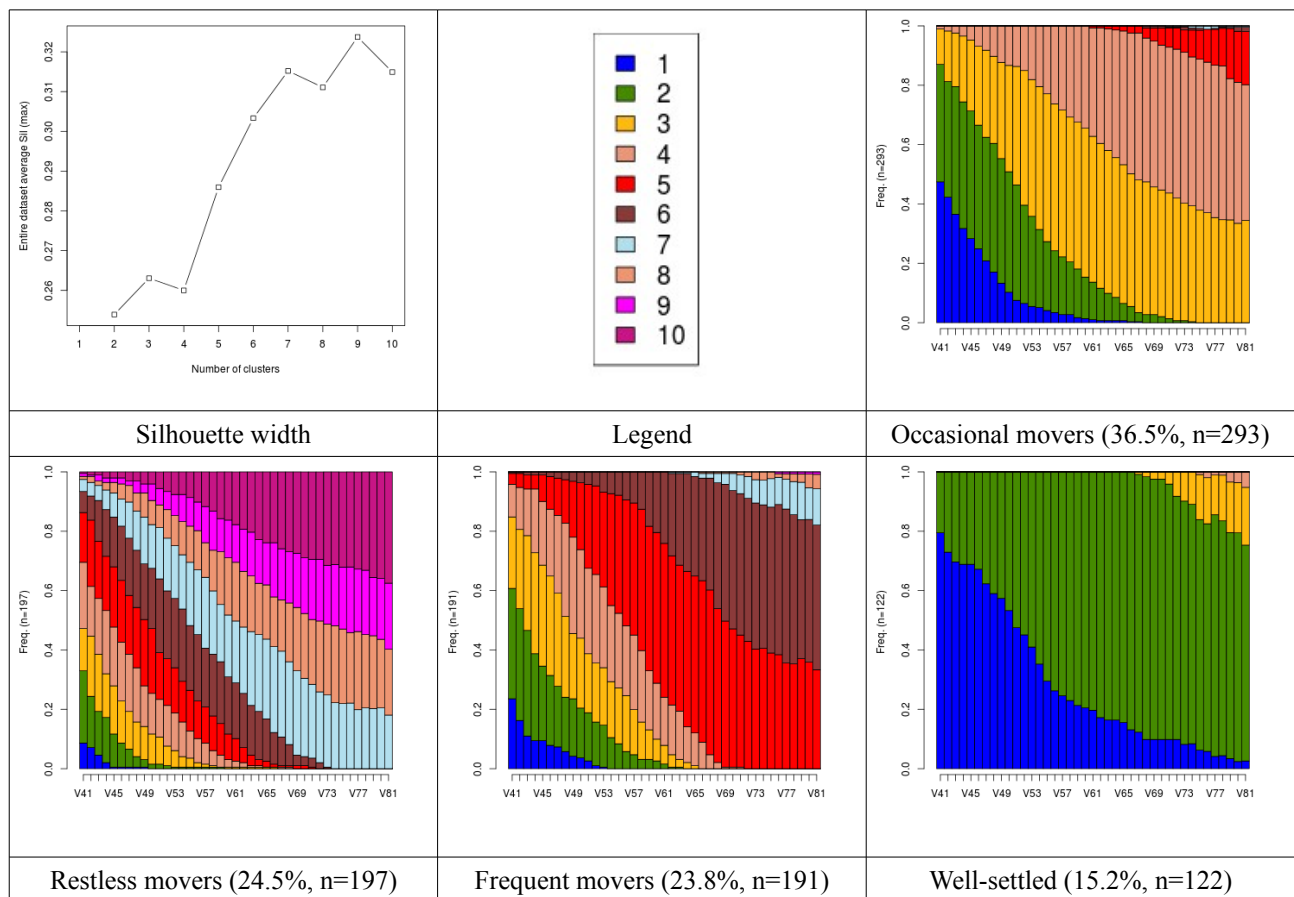 Entire dataset average Sil (max)
0.26 0.27 0.28 0.29 0.30 0.31 0.32
1 2 3 4 5 6 7 8 9 10
Number of clusters
Silhouette width
1
2
3
4
5
6
7
8
9
10
Legend
Freq. (n=293)
0.0 0.2 0.4 0.6 0.8 1.0
V41 V45 V49 V53 V57 V61 V65 V69 V73 V77 V81
Occasional movers (36.5%, n=293)
Freq. (n=197)
0.0 0.2 0.4 0.6 0.8 1.0
V41 V45 V49 V53 V57 V61 V65 V69 V73 V77 V81
Restless movers (24.5%, n=197)
Freq. (n=191)
0.0 0.2 0.4 0.6 0.8 1.0
V41 V45 V49 V53 V57 V61 V65 V69 V73 V77 V81
Frequent movers (23.8%, n=191)
Freq. (n=122)
0.0 0.2 0.4 0.6 0.8 1.0
V41 V45 V49 V53 V57 V61 V65 V69 V73 V77 V81
Well-settled (15.2%, n=122)